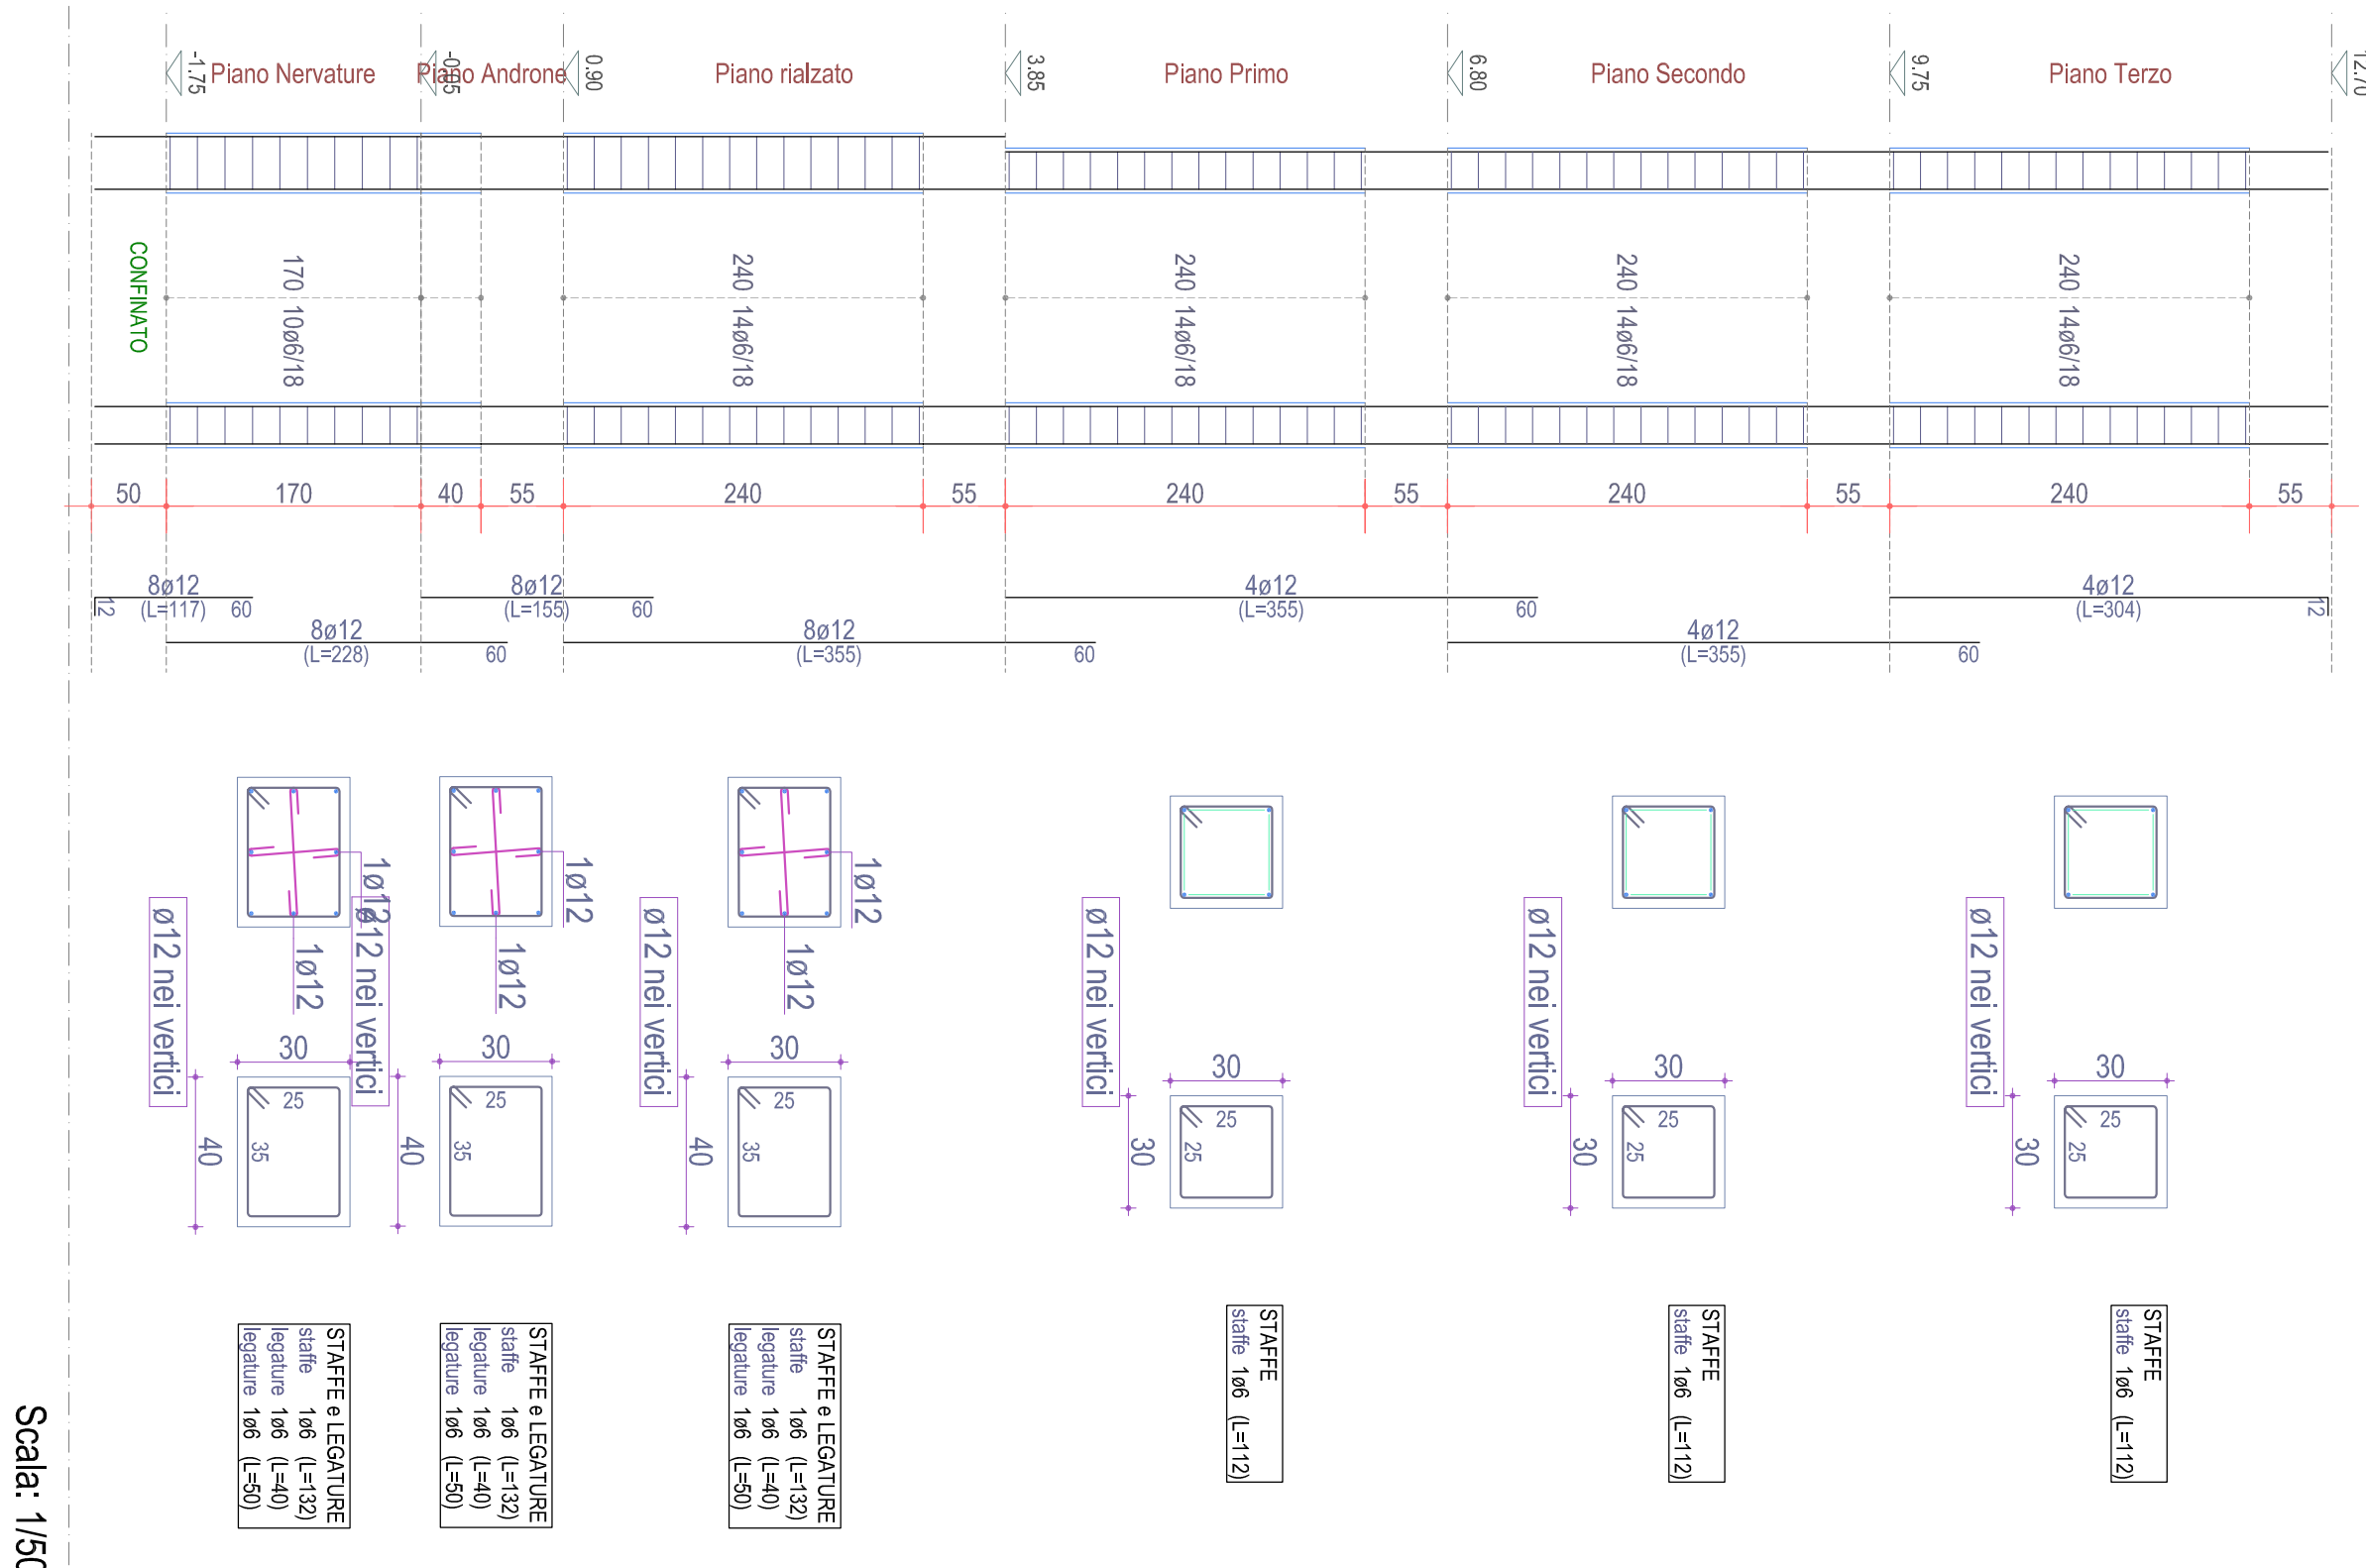 -1.75
Piano Nervature
Piano Androne
0.90
Piano rialzato
3.85
Piano Primo
6.80
Piano Secondo
9.75
Piano Terzo
12.70
CONFINATO
170 10ø6/18
240 14ø6/18
240 14ø6/18
240 14ø6/18
240 14ø6/18
50
170
40
55
240
55
240
55
240
55
240
55
8ø12
12
(L=117)
60
8ø12
(L=155)
60
4ø12
(L=355)
60
4ø12
(L=304)
12
8ø12
(L=228)
60
8ø12
(L=355)
60
4ø12
(L=355)
60
1ø12
1ø12
ø12 nei vertici
1ø12
1ø12
ø12 nei vertici
1ø12
1ø12
ø12 nei vertici
ø12 nei vertici
ø12 nei vertici
ø12 nei vertici
30
25
35
40
30
25
35
40
30
25
35
40
30
25
25
30
30
25
25
30
30
25
25
30
STAFFE e LEGATURE
staffe 1ø6 (L=132)
legature 1ø6 (L=40)
legature 1ø6 (L=50)
STAFFE e LEGATURE
staffe 1ø6 (L=132)
legature 1ø6 (L=40)
legature 1ø6 (L=50)
STAFFE e LEGATURE
staffe 1ø6 (L=132)
legature 1ø6 (L=40)
legature 1ø6 (L=50)
STAFFE
staffe 1ø6 (L=112)
STAFFE
staffe 1ø6 (L=112)
STAFFE
staffe 1ø6 (L=112)
Scala: 1/50